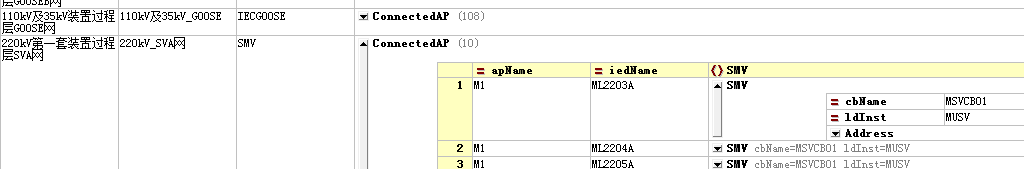 层GOOSEB网
110kV及35kV装置过程 110kV及35kV_GOOSE IECGOOSE ConnectedAP (108)
层GOOSE网
220kV第一套装置过程 220kV_SVA网 SMV ConnectedAP (10)
层SVA网
= apName = iedName () SMV
1 M1 ML2203A SMV
= cbName MSVCB01
= ldInst MUSV
Address
2 M1 ML2204A SMV cbName=MSVCB01 ldInst=MUSV
3 M1 ML2205A SMV cbName=MSVCB01 ldInst=MUSV